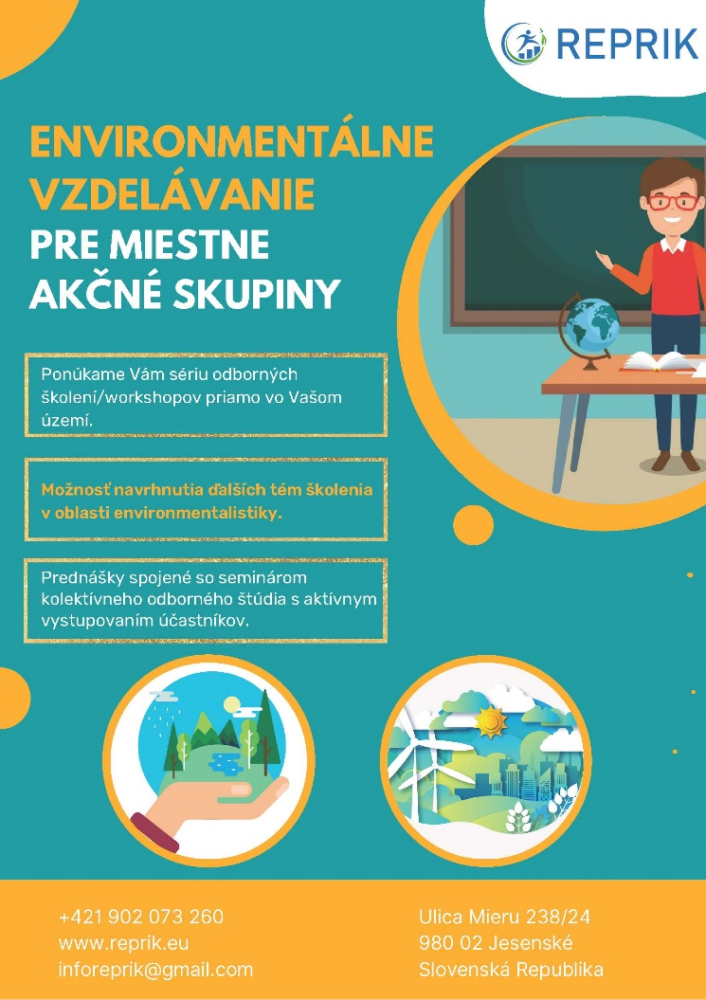 REPRIK
ENVIRONMENTÁLNE
VZDELÁVANIE
PRE MIESTNE
AKČNÉ SKUPINY
Ponúkame Vám sériu odborných
školení/workshopov priamo vo Vašom
území.
Možnosť navrhnutia ďalších tém školenia
v oblasti environmentalistiky.
Prednášky spojené so seminárom
kolektívneho odborného štúdia s aktívnym
vystupovaním účastníkov.
+421 902 073 260
www.reprik.eu
inforeprik@gmail.com
Ulica Mieru 238/24
980 02 Jesenské
Slovenská Republika